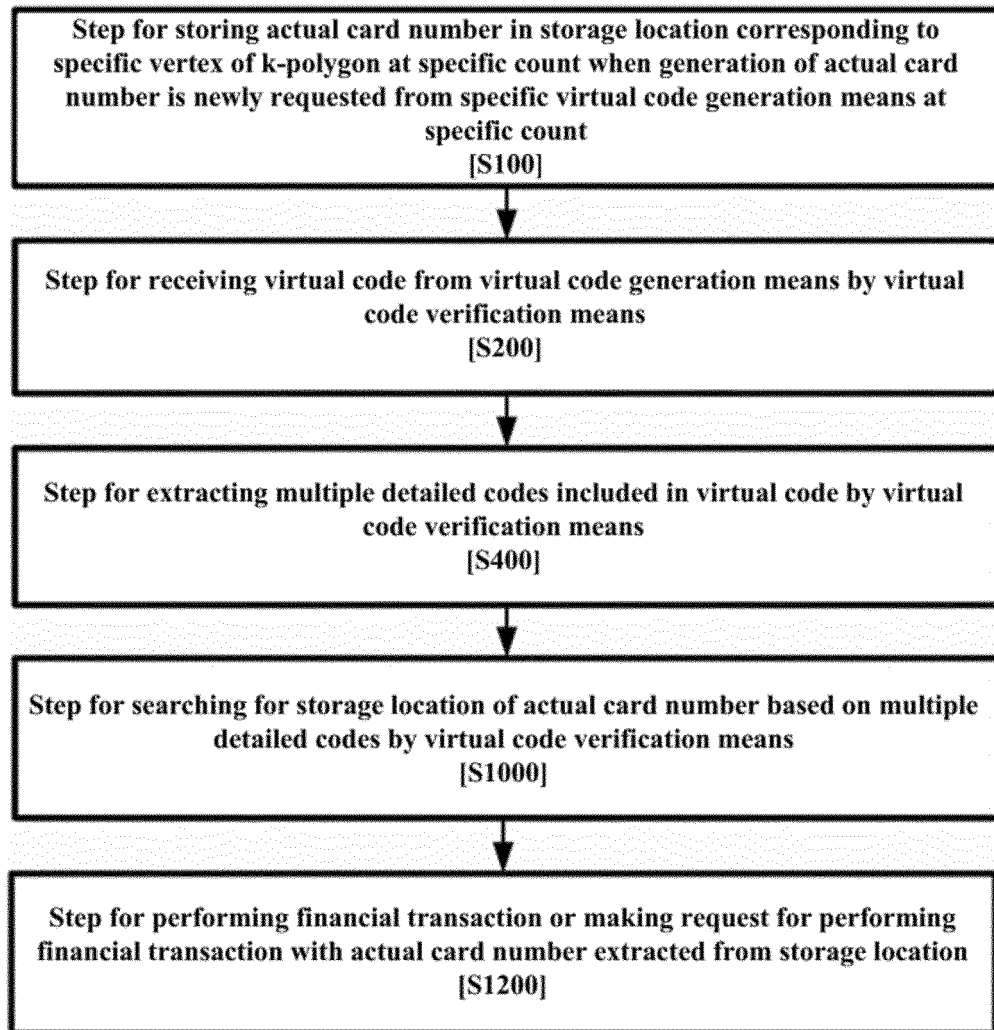 Step for storing actual card number in storage location corresponding to
specific vertex of k-polygon at specific count when generation of actual card
number is newly requested from specific virtual code generation means at
specific count
[S100]
Step for receiving virtual code from virtual code generation means by virtual
code verification means
[S200]
Step for extracting multiple detailed codes included in virtual code by virtual
code verification means
[S400]
Step for searching for storage location of actual card number based on multiple
detailed codes by virtual code verification means
[S1000]
Step for performing financial transaction or making request for performing
financial transaction with actual card number extracted from storage location
[S1200]